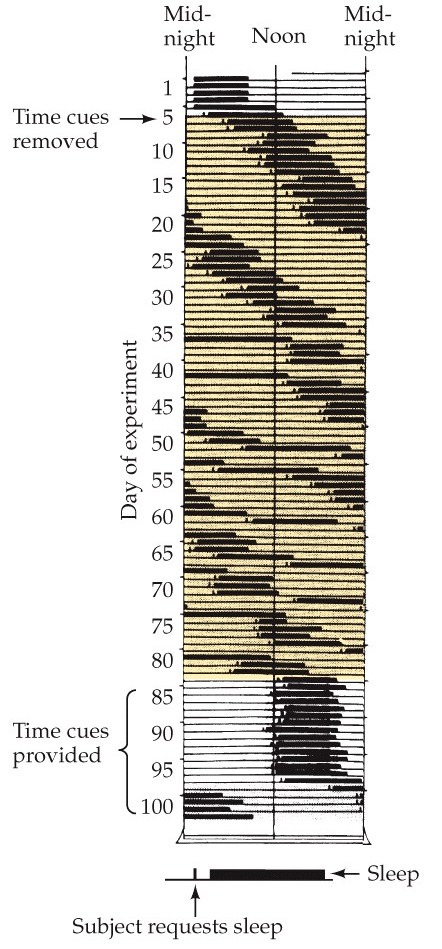 Mid-
night
Noon
Mid-
night
Time cues
removed
Day of experiment
1
5
10
15
20
25
30
35
40
45
50
55
60
65
70
75
80
85
90
95
100
Time cues
provided
Sleep
Subject requests sleep